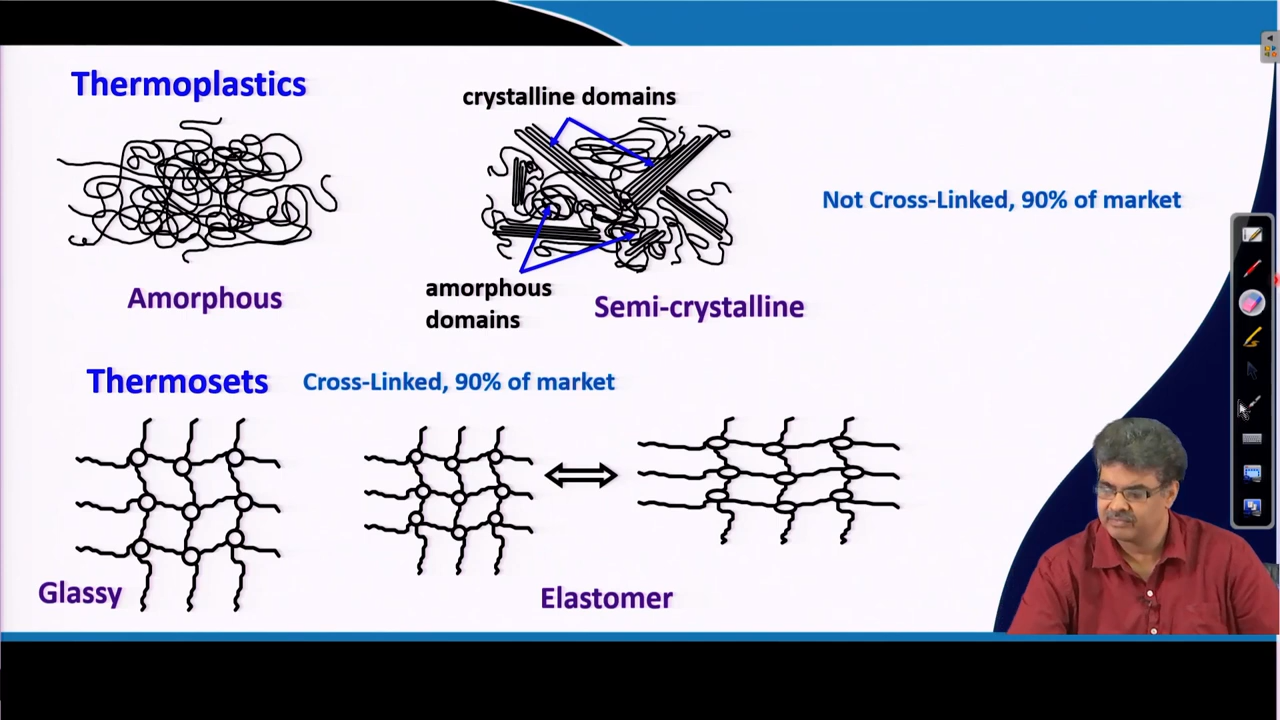 Thermoplastics
crystalline domains
Not Cross-Linked, 90% of market
amorphous
domains
Amorphous
Semi-crystalline
Thermosets
Cross-Linked, 90% of market
Glassy
Elastomer